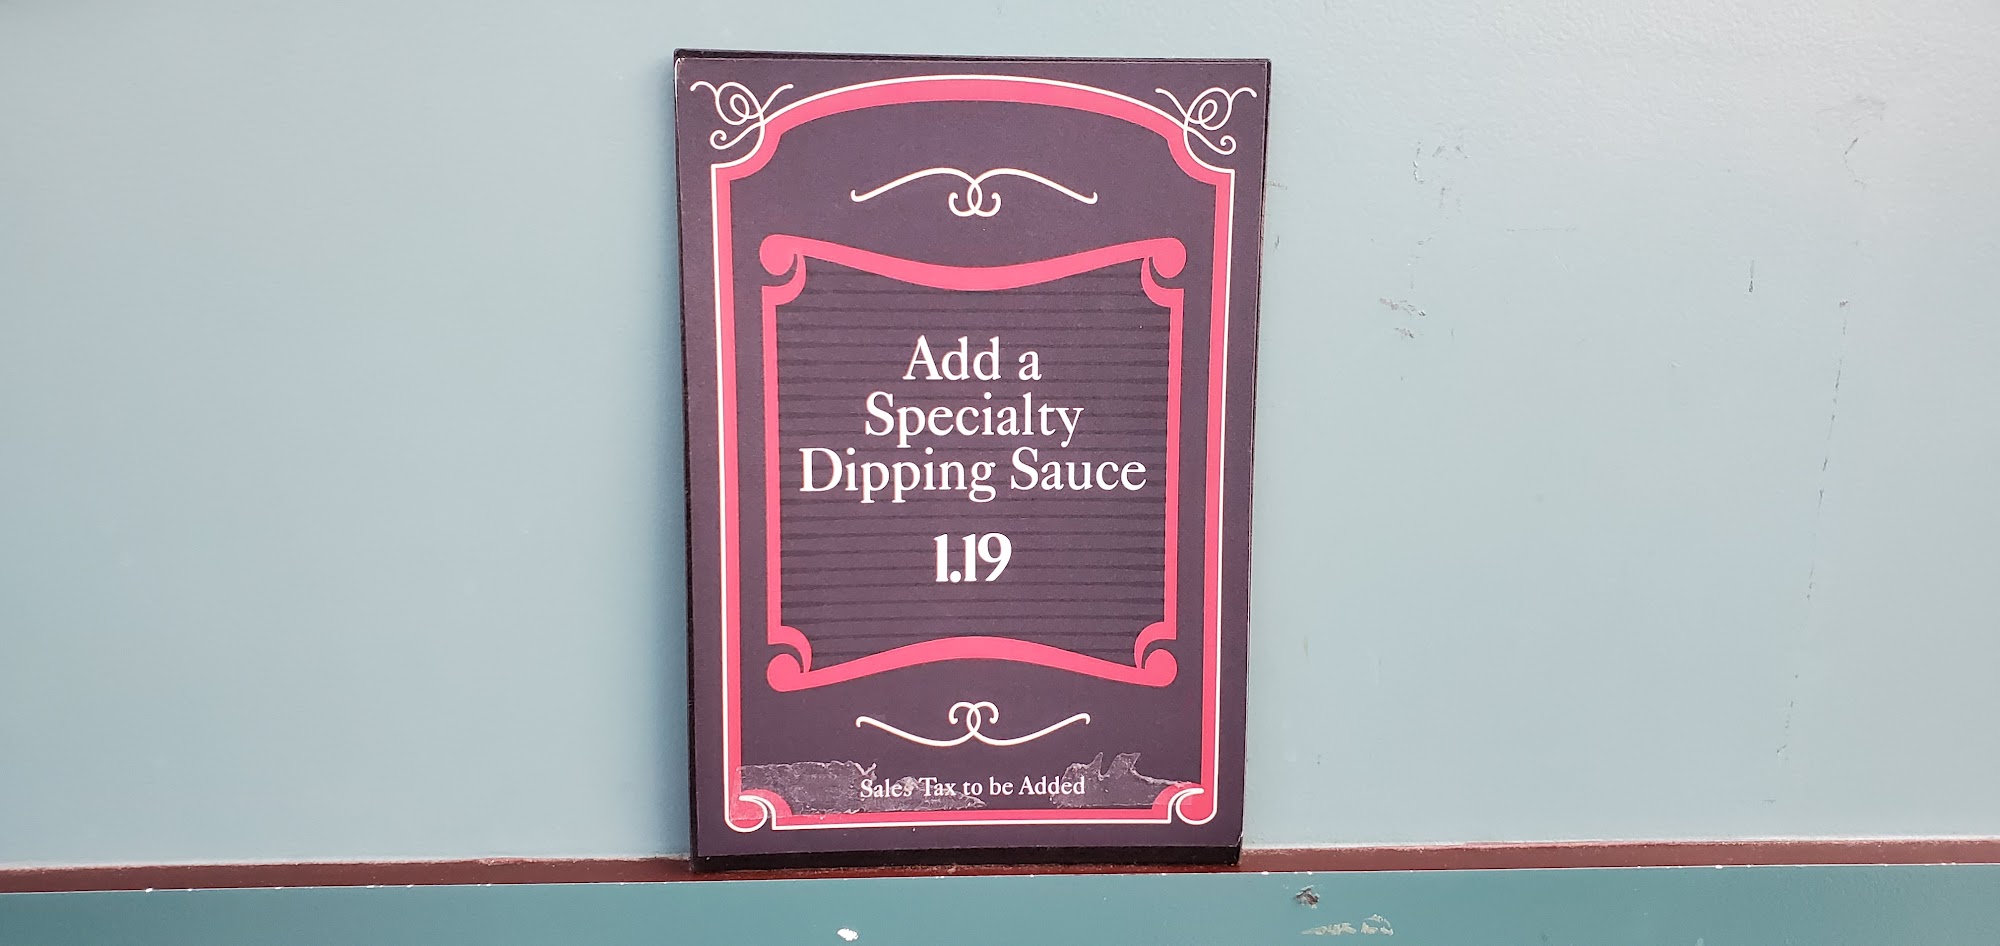 Add a
Specialty
Dipping Sauce
1.19
Sales Tax to be Added